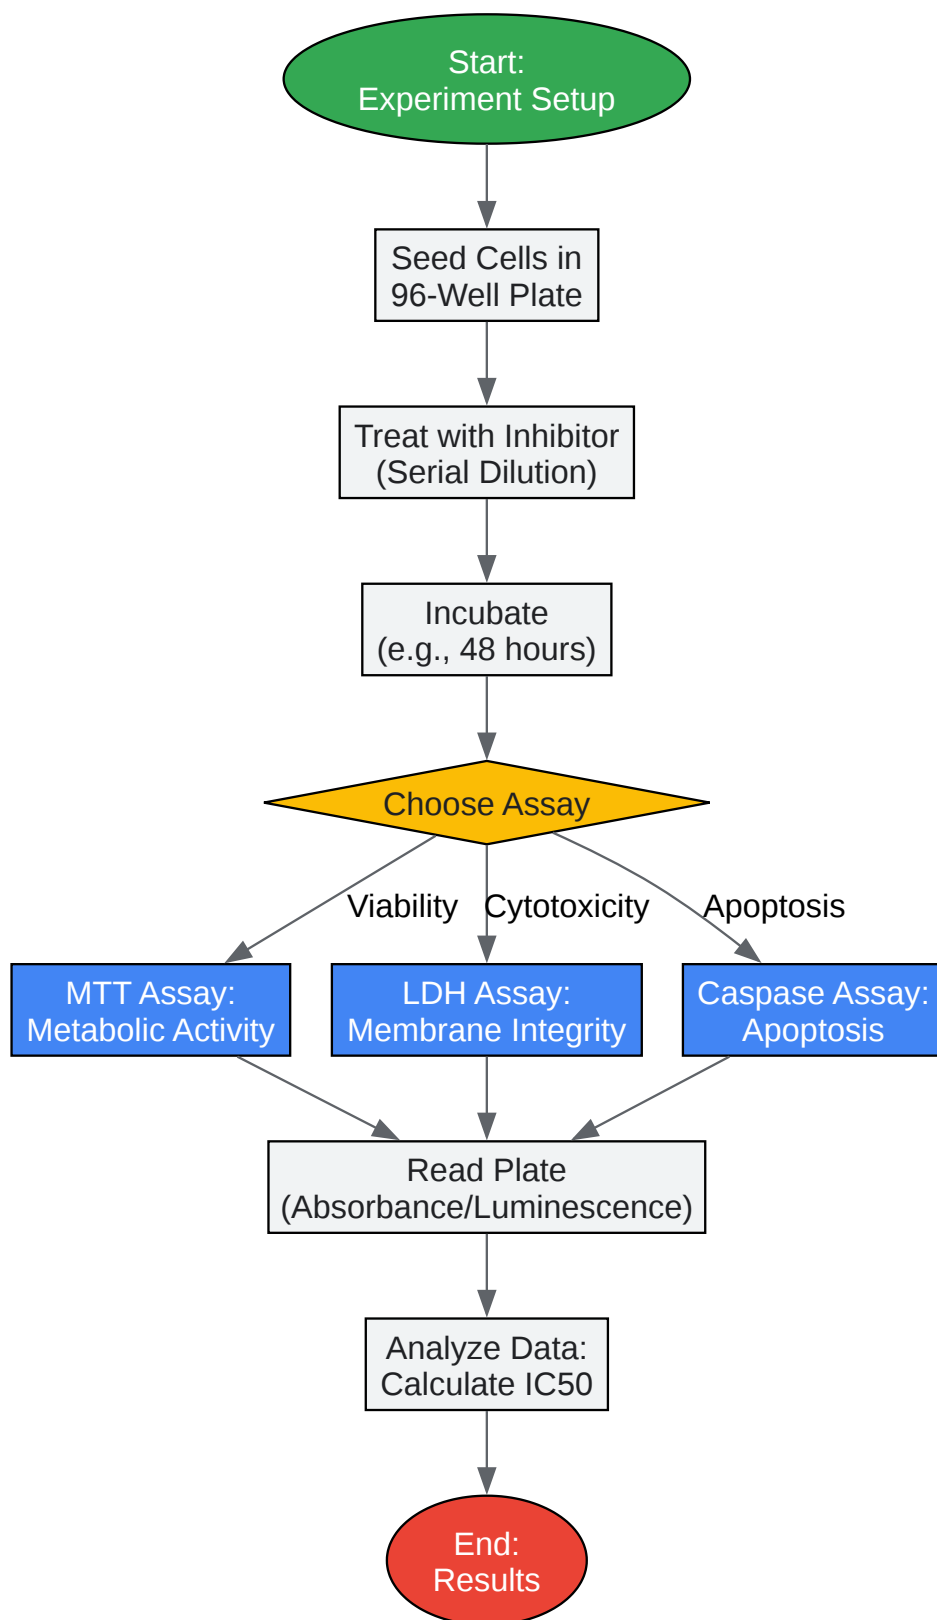 Start:
Experiment Setup
Seed Cells in
96-Well Plate
Treat with Inhibitor
(Serial Dilution)
Incubate
(e.g., 48 hours)
Choose Assay
Viability
Cytotoxicity
Apoptosis
MTT Assay:
Metabolic Activity
LDH Assay:
Membrane Integrity
Caspase Assay:
Apoptosis
Read Plate
(Absorbance/Luminescence)
Analyze Data:
Calculate IC50
End:
Results